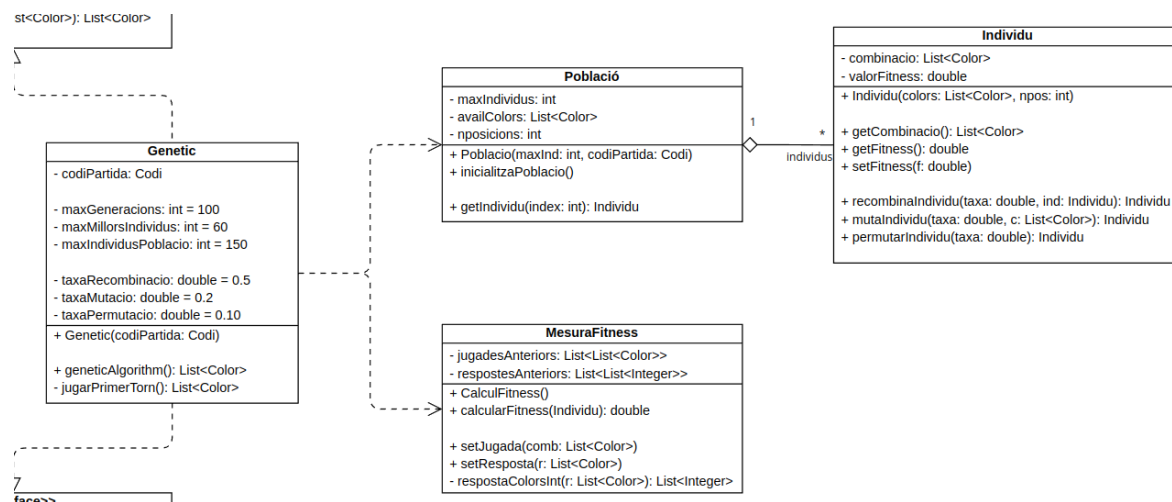 st<Color>): List<Color>
Genetic
- codiPartida: Codi
- maxGeneracions: int = 100
- maxMillorsIndividus: int = 60
- maxIndividusPoblacio: int = 150
- taxaRecombinacio: double = 0.5
- taxaMutacio: double = 0.2
- taxaPermutacio: double = 0.10
+ Genetic(codiPartida: Codi)
+ geneticAlgorithm(): List<Color>
- jugarPrimerTorn(): List<Color>
face>>
Població
- maxIndividus: int
- availColors: List<Color>
- nposicions: int
+ Poblacio(maxInd: int, codiPartida: Codi)
+ inicialitzaPoblacio()
+ getIndividu(index: int): Individu
1
*
individus
Individu
- combinacio: List<Color>
- valorFitness: double
+ Individu(colors: List<Color>, npos: int)
+ getCombinacio(): List<Color>
+ getFitness(): double
+ setFitness(f: double)
+ recombinaIndividu(taxa: double, ind: Individu): Individu
+ mutaIndividu(taxa: double, c: List<Color>): Individu
+ permutarIndividu(taxa: double): Individu
MesuraFitness
- jugadesAnteriors: List<List<Color>>
- respostesAnteriors: List<List<Integer>>
+ CalculFitness()
+ calcularFitness(Individu): double
+ setJugada(comb: List<Color>)
+ setResposta(r: List<Color>)
- respostaColorsInt(r: List<Color>): List<Integer>